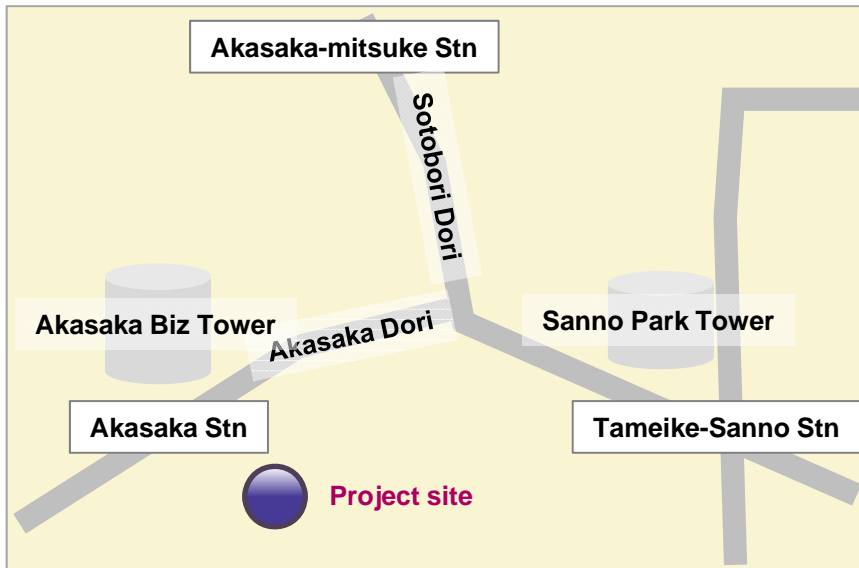 Akasaka-mitsuke Stn
Sotobori Dori
Akasaka Biz Tower
Akasaka Dori
Sanno Park Tower
Akasaka Stn
Tameike-Sanno Stn
Project site